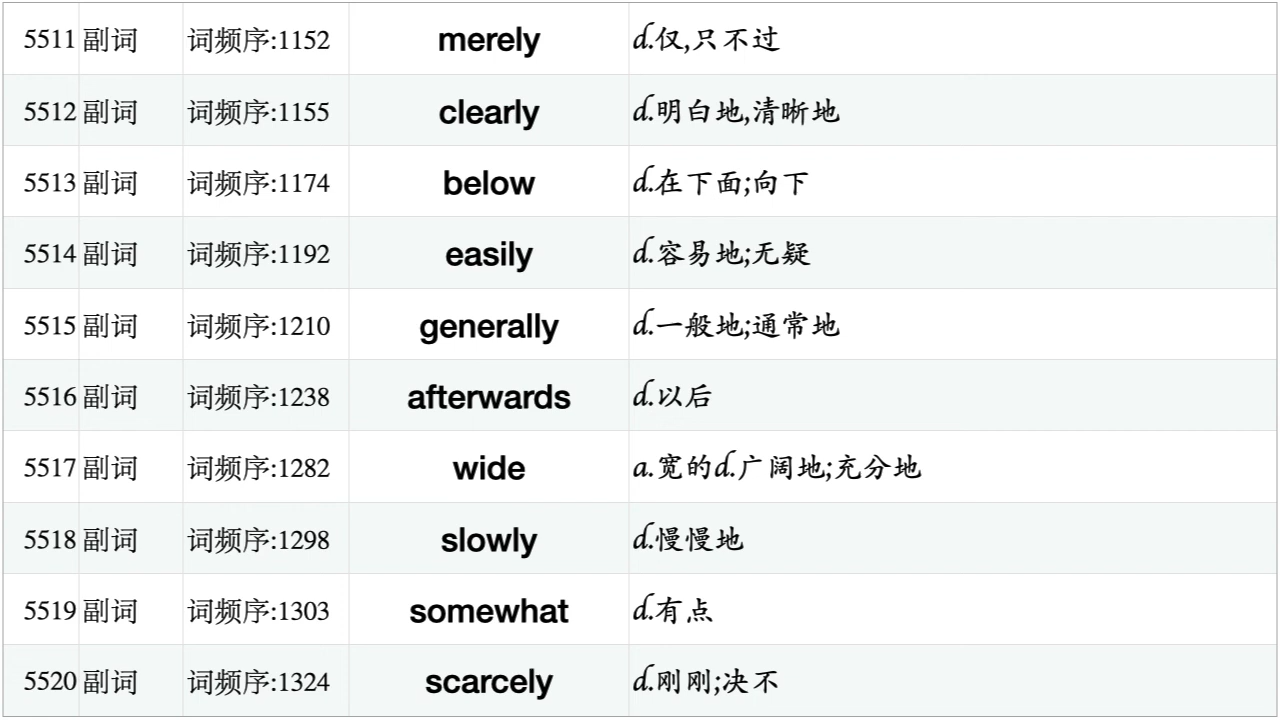 5511 副词 词频序:1152 merely d.仅,只不过
5512 副词 词频序:1155 clearly d.明白地,清晰地
5513 副词 词频序:1174 below d.在下面;向下
5514 副词 词频序:1192 easily d.容易地;无疑
5515 副词 词频序:1210 generally d.一般地;通常地
5516 副词 词频序:1238 afterwards d.以后
5517 副词 词频序:1282 wide a.宽的d.广阔地;充分地
5518 副词 词频序:1298 slowly d.慢慢地
5519 副词 词频序:1303 somewhat d.有点
5520 副词 词频序:1324 scarcely d.刚刚;决不